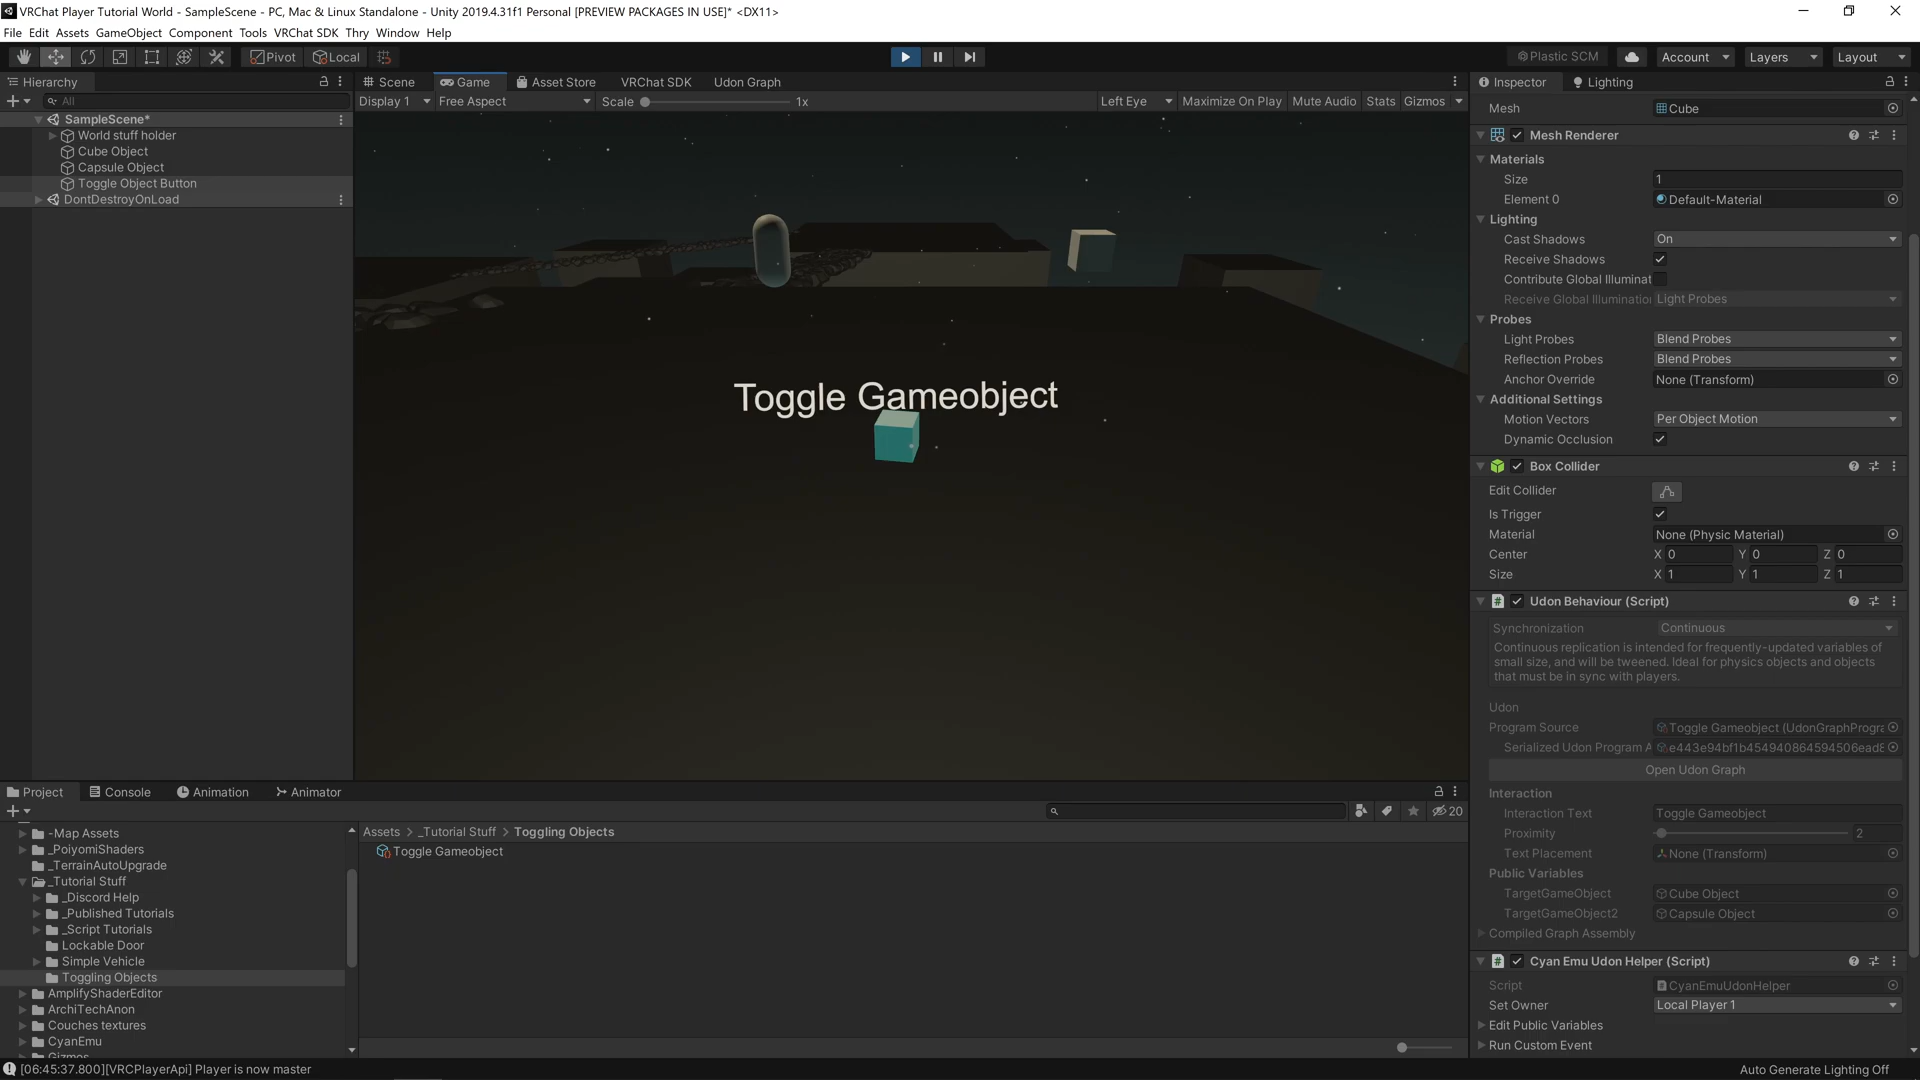 VRChat Player Tutorial World - SampleScene - PC, Mac & Linux Standalone - Unity 2019.4.31f1 Personal [PREVIEW PACKAGES IN USE]* <DX11>
File Edit Assets GameObject Component Tools VRChat SDK Thry Window Help
Pivot Local Plastic SCM Account Layers Layout
Hierarchy
All
SampleScene*
World stuff holder
Cube Object
Capsule Object
Toggle Object Button
DontDestroyOnLoad
Scene Game Asset Store VRChat SDK Udon Graph
Display 1 Free Aspect Scale 1x Left Eye Maximize On Play Mute Audio Stats Gizmos
Toggle Gameobject
Inspector Lighting
Mesh Cube
Mesh Renderer
Materials
Size 1
Element 0 Default-Material
Lighting
Cast Shadows On
Receive Shadows
Contribute Global Illuminat
Receive Global Illuminatio Light Probes
Probes
Light Probes Blend Probes
Reflection Probes Blend Probes
Anchor Override None (Transform)
Additional Settings
Motion Vectors Per Object Motion
Dynamic Occlusion
Box Collider
Edit Collider
Is Trigger
Material None (Physic Material)
Center X 0 Y 0 Z 0
Size X 1 Y 1 Z 1
Udon Behaviour (Script)
Synchronization Continuous
Continuous replication is intended for frequently-updated variables of
small size, and will be tweened. Ideal for physics objects and objects
that must be in sync with players.
Udon
Program Source Toggle Gameobject (UdonGraphProgra
Serialized Udon Program A e443e94bf1b454940864594506ead8
Open Udon Graph
Interaction
Interaction Text Toggle Gameobject
Proximity 2
Text Placement None (Transform)
Public Variables
TargetGameObject Cube Object
TargetGameObject2 Capsule Object
Compiled Graph Assembly
Cyan Emu Udon Helper (Script)
Script CyanEmuUdonHelper
Set Owner Local Player 1
Edit Public Variables
Run Custom Event
Project Console Animation Animator
20
-Map Assets
_PoiyomiShaders
_TerrainAutoUpgrade
_Tutorial Stuff
_Discord Help
_Published Tutorials
_Script Tutorials
Lockable Door
Simple Vehicle
Toggling Objects
AmplifyShaderEditor
ArchiTechAnon
Couches textures
CyanEmu
Gizmos
Assets > _Tutorial Stuff > Toggling Objects
Toggle Gameobject
[06:45:37.800][VRCPlayerApi] Player is now master
Auto Generate Lighting Off